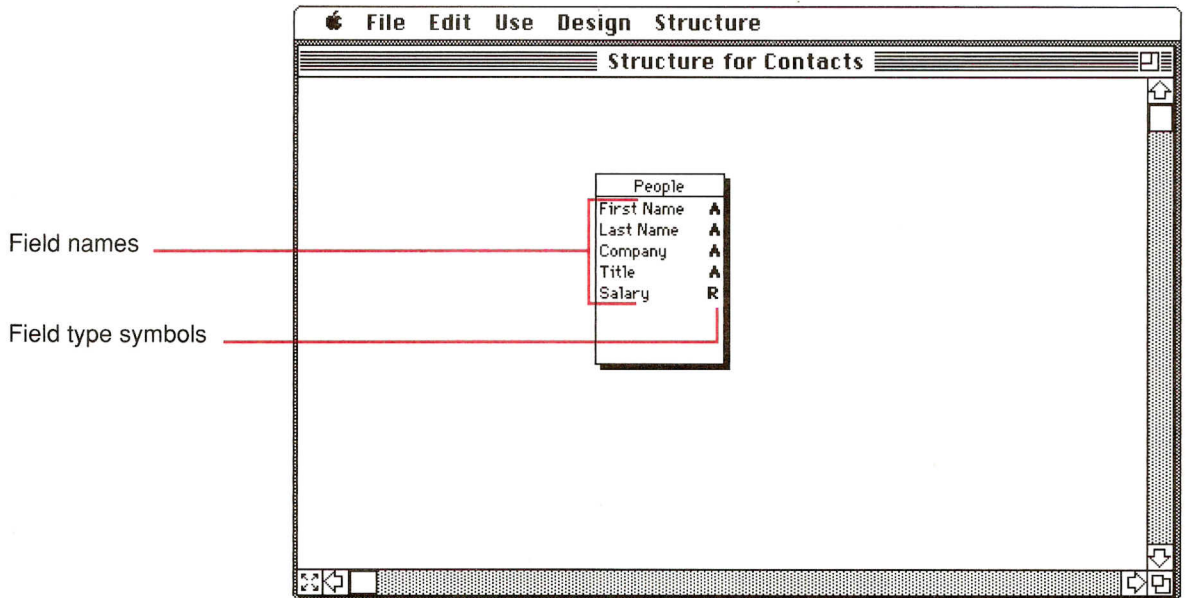 File Edit Use Design Structure
Structure for Contacts
People
First Name A
Last Name A
Company A
Title A
Salary R
Field names
Field type symbols